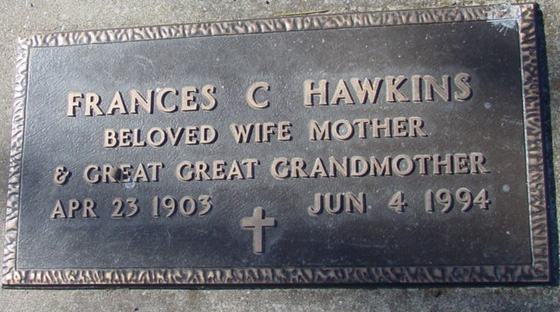 FRANCES C HAWKINS
BELOVED WIFE MOTHER
& GREAT GREAT GRANDMOTHER
APR 23 1903 JUN 4 1994